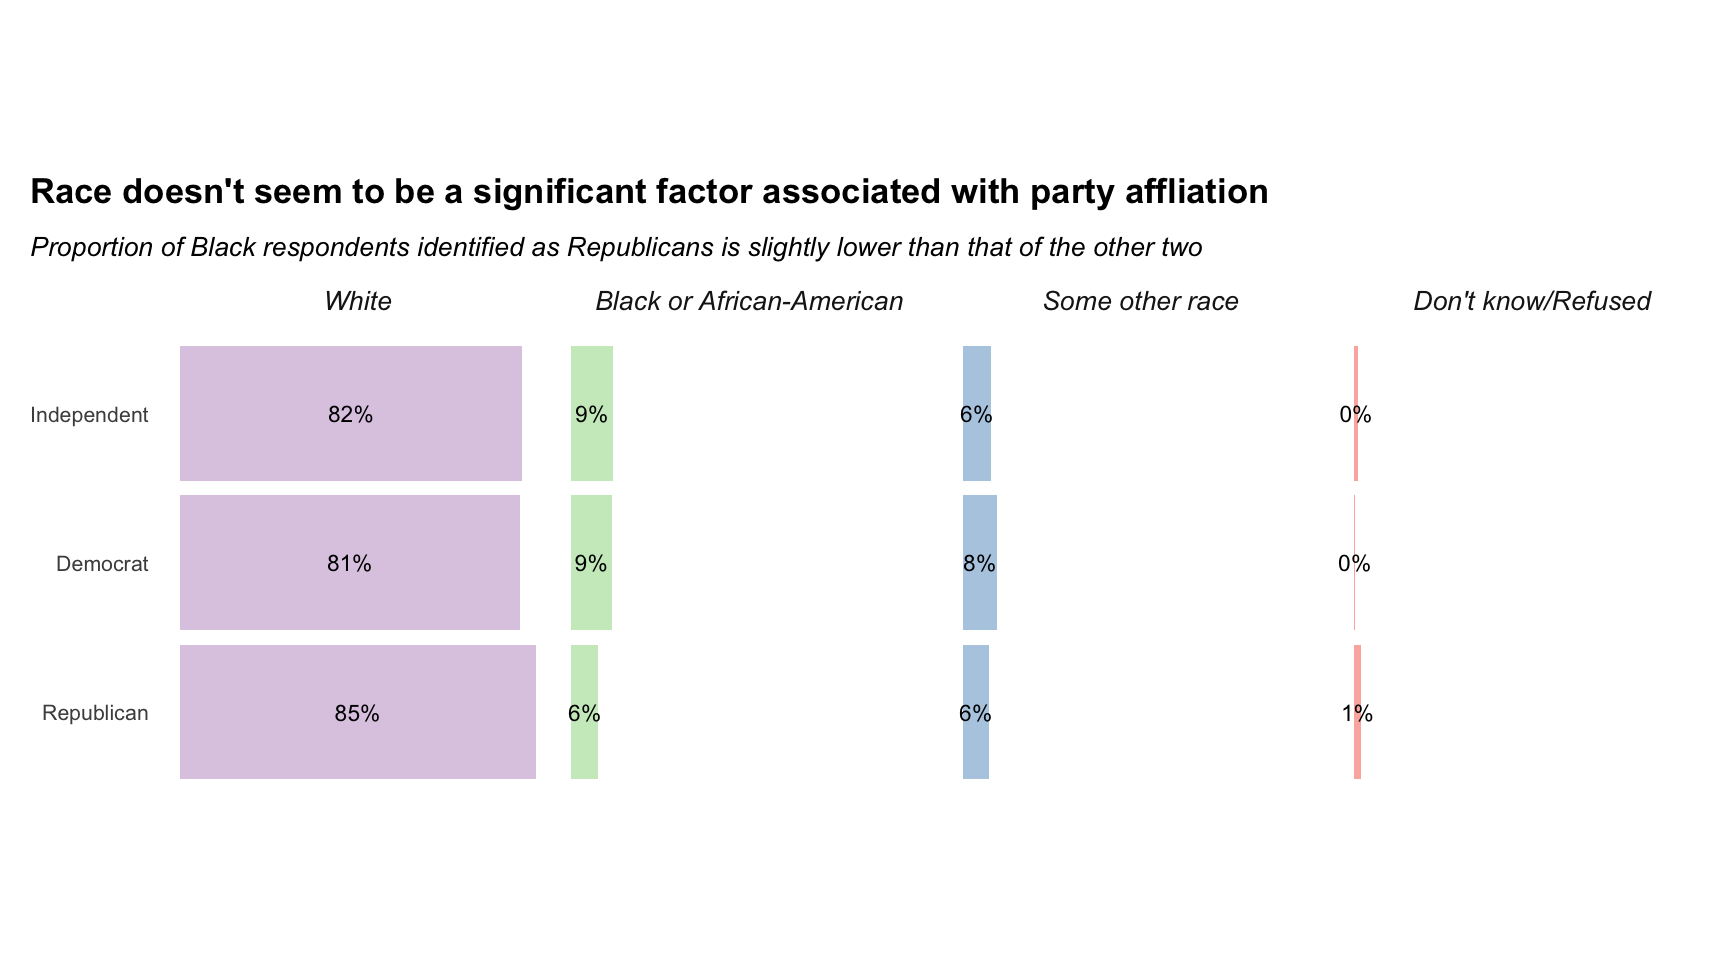 Race doesn't seem to be a significant factor associated with party affliation
Proportion of Black respondents identified as Republicans is slightly lower than that of the other two
White Black or African-American Some other race Don't know/Refused
Independent 82% 9% 6% 0%
Democrat 81% 9% 8% 0%
Republican 85% 6% 6% 1%